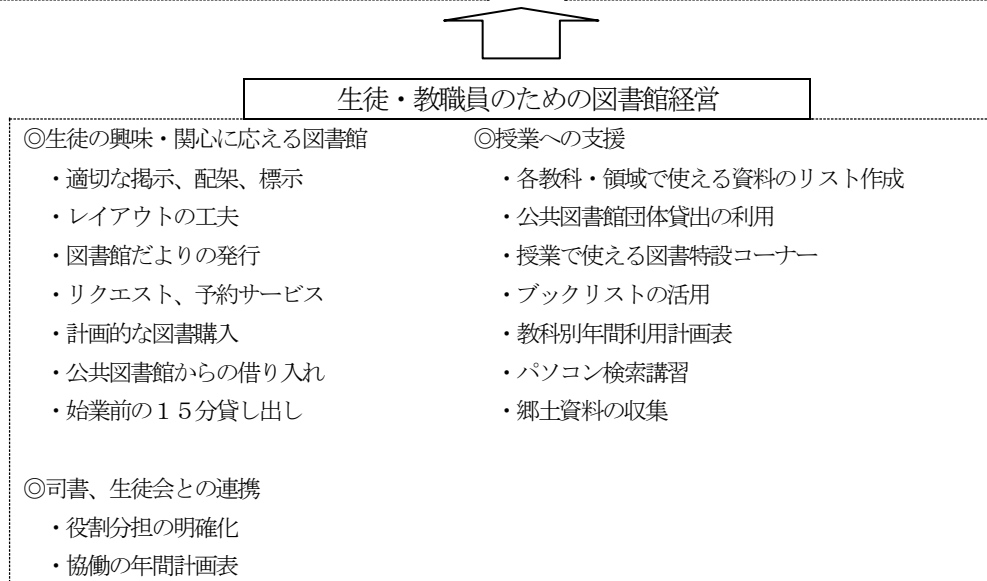 生徒・教職員のための図書館経営
◎生徒の興味・関心に応える図書館
・適切な掲示、配架、標示
・レイアウトの工夫
・図書館だよりの発行
・リクエスト、予約サービス
・計画的な図書購入
・公共図書館からの借り入れ
・始業前の１５分貸し出し
◎授業への支援
・各教科・領域で使える資料のリスト作成
・公共図書館団体貸出の利用
・授業で使える図書特設コーナー
・ブックリストの活用
・教科別年間利用計画表
・パソコン検索講習
・郷土資料の収集
◎司書、生徒会との連携
・役割分担の明確化
・協働の年間計画表